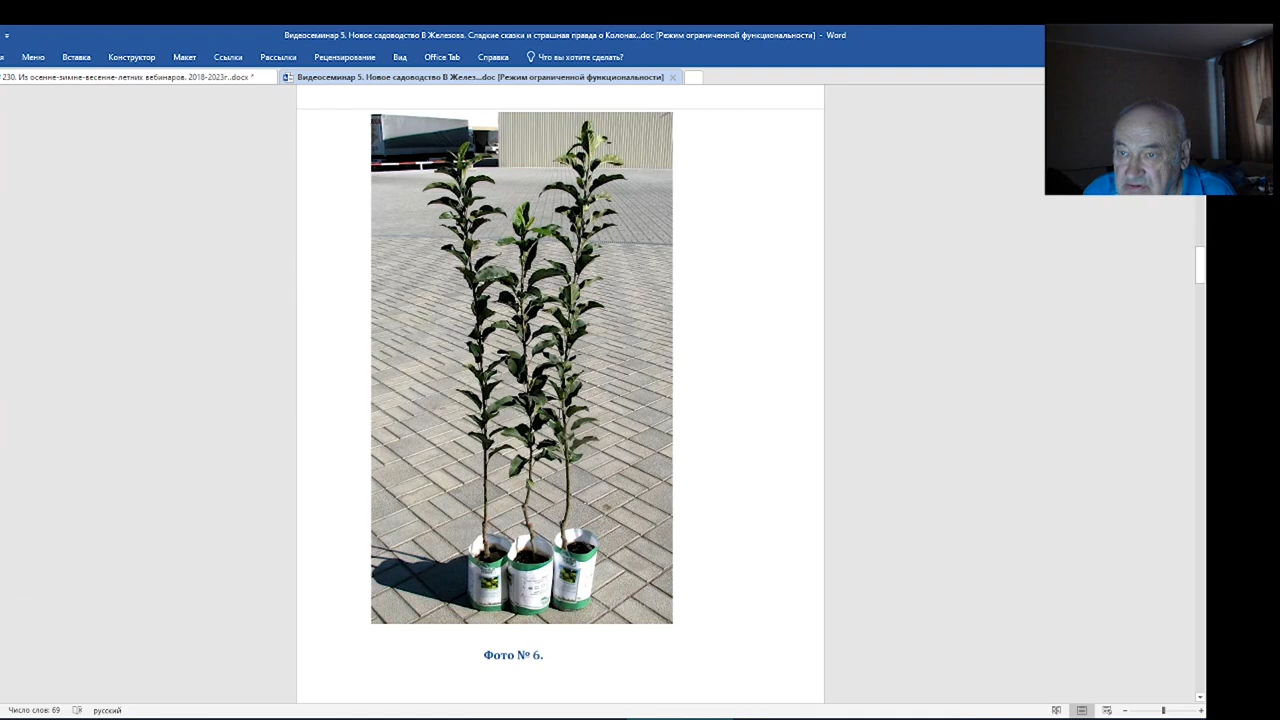 Видеосеминар 5. Новое садоводство В Железова. Сладкие сказки и страшная правда о Колонах...doc [Режим ограниченной функциональности] - Word
Меню Вставка Конструктор Макет Ссылки Рассылки Рецензирование Вид Office Tab Справка Что вы хотите сделать?
230. Из осенне-зимне-весенне-летних вебинаров. 2018-2023г..docx * Видеосеминар 5. Новое садоводство В Желез...doc [Режим ограниченной функциональности]
Фото № 6.
Число слов: 69 русский